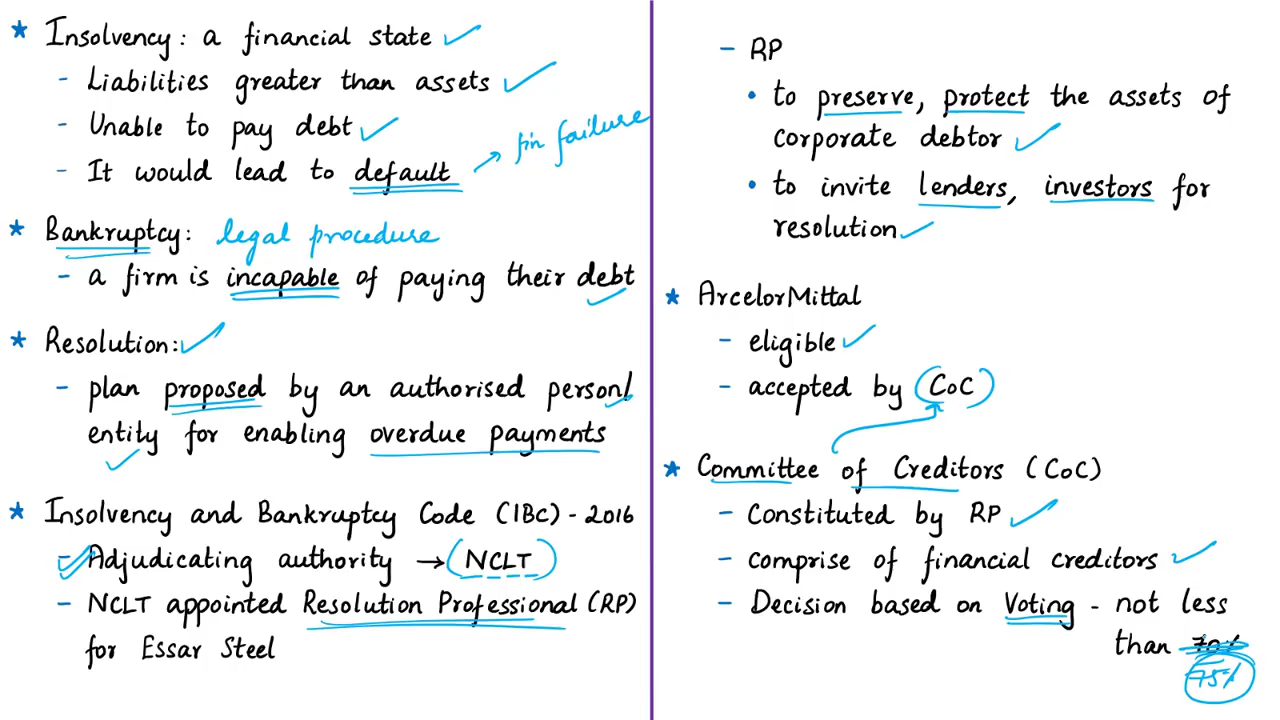 * Insolvency: a financial state
- Liabilities greater than assets
- Unable to pay debt
- It would lead to default → fin failure
* Bankruptcy: legal procedure
- a firm is incapable of paying their debt
* Resolution:
- plan proposed by an authorised person/
entity for enabling overdue payments
* Insolvency and Bankruptcy Code (IBC) - 2016
- Adjudicating authority → (NCLT)
- NCLT appointed Resolution Professional (RP)
for Essar Steel
- RP
• to preserve, protect the assets of
corporate debtor
• to invite lenders, investors for
resolution
* ArcelorMittal
- eligible
- accepted by (CoC)
* Committee of Creditors (CoC)
- Constituted by RP
- comprise of financial creditors
- Decision based on Voting - not less
than 70%
75%